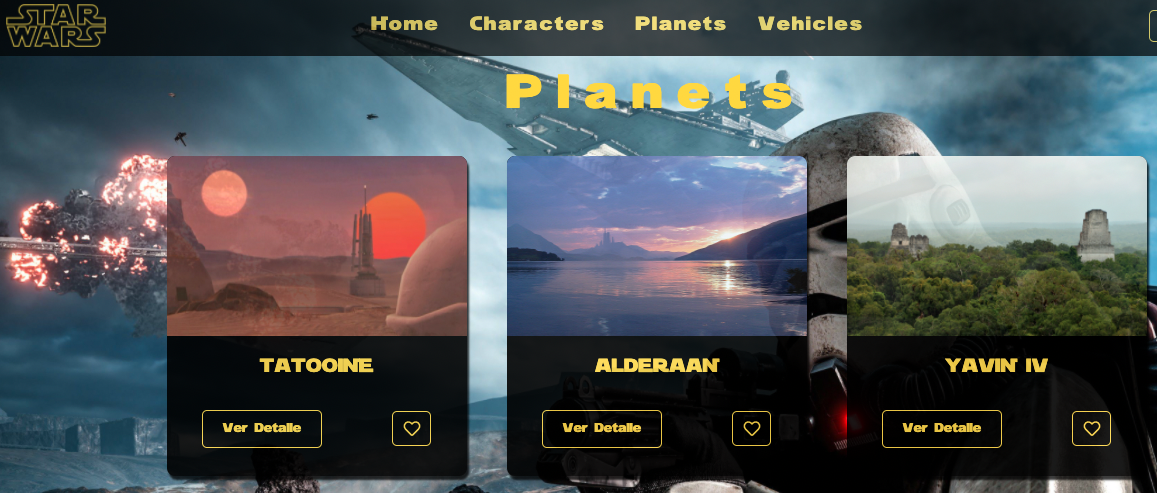 STAR
WARS
Home Characters Planets Vehicles
Planets
TATOOINE ALDERAAN YAVIN IV
Ver Detalle Ver Detalle Ver Detalle